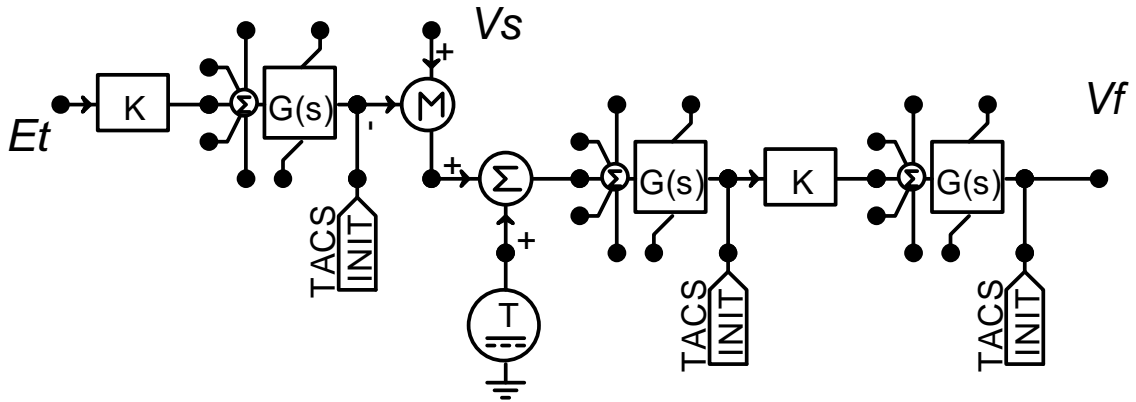 Vs
+
K
Σ
G(s)
-
M
Et
Vf
+
Σ
Σ
G(s)
K
Σ
G(s)
+
TACS
INIT
T
TACS
INIT
TACS
INIT